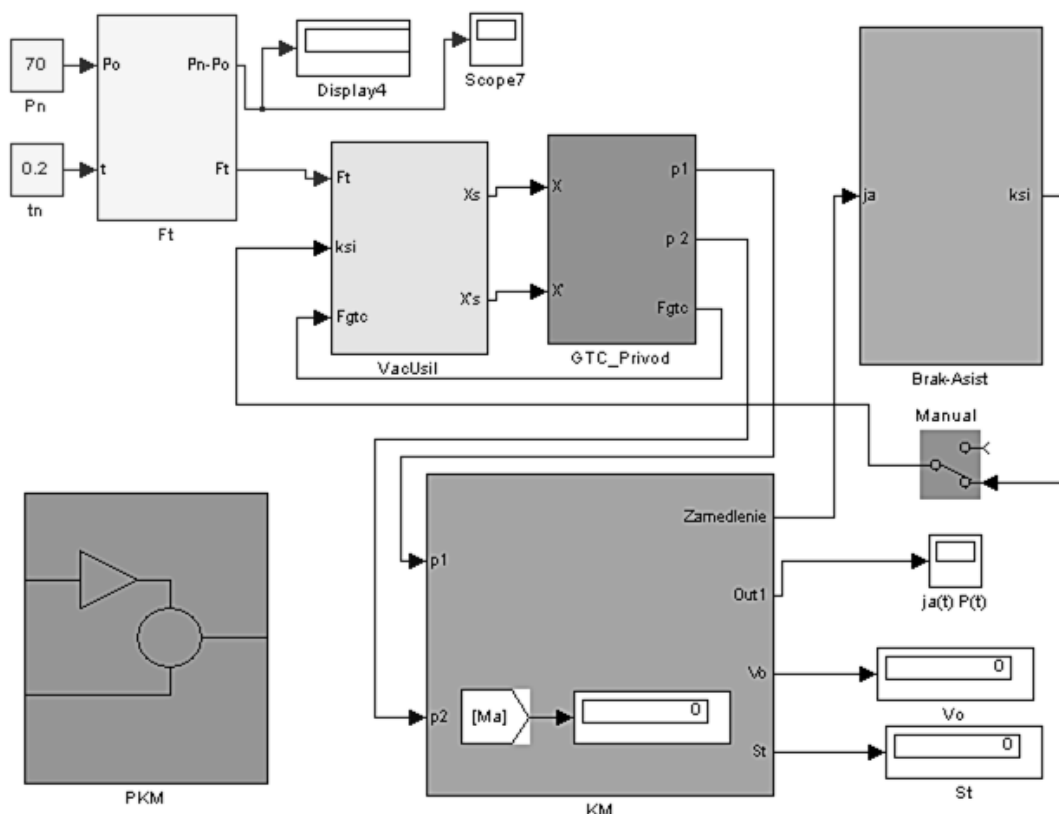 70
Pn
0.2
tn
Po
Pn-Po
t
Ft
Ft
Display4
Scope7
Ft
ksi
Fgtc
Xs
X's
VacUsil
X
X'
p1
p 2
Fgtc
GTC_Privod
ja
ksi
Brak-Asist
Manual
PKM
p1
p2
[Ma]
0
Zamedlenie
Out1
Vo
St
KM
ja(t) P(t)
0
Vo
0
St